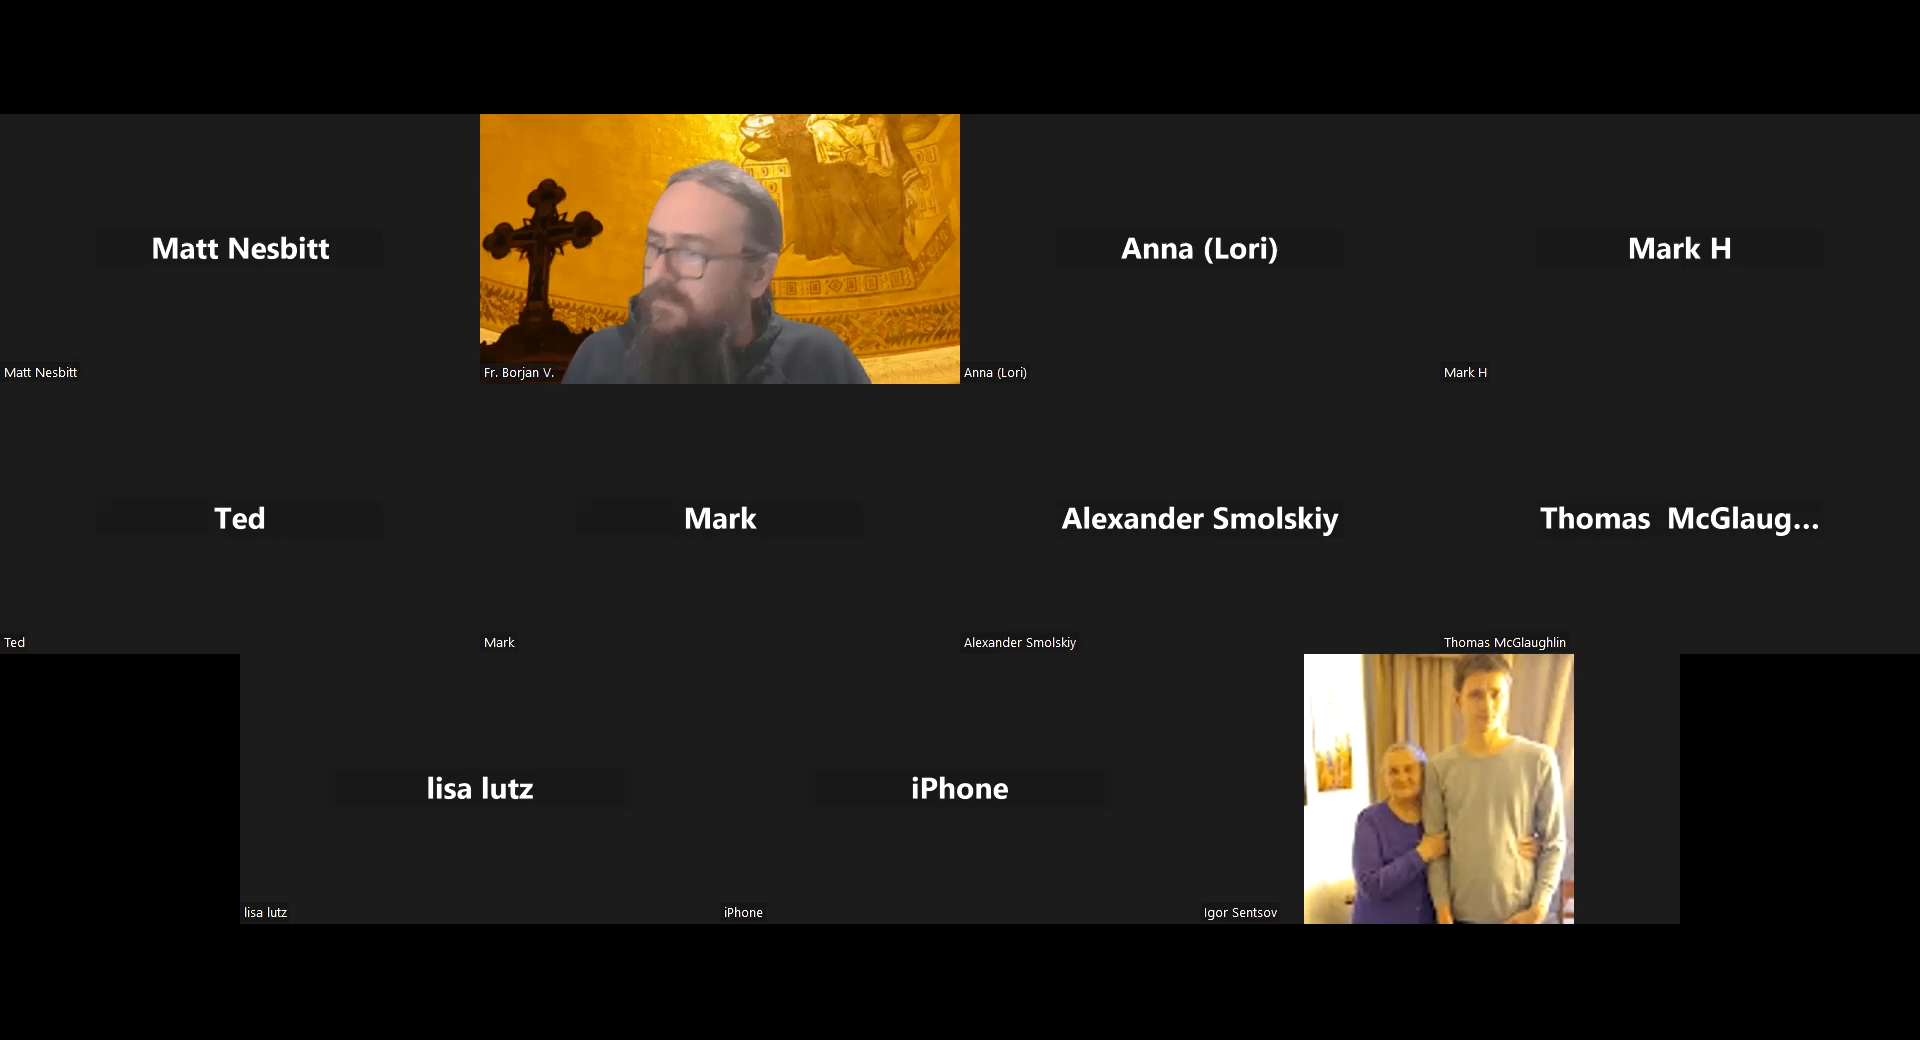 Matt Nesbitt
Anna (Lori)
Mark H
Matt Nesbitt
Fr. Borjan V.
Anna (Lori)
Mark H
Ted
Mark
Alexander Smolskiy
Thomas  McGlaug...
Ted
Mark
Alexander Smolskiy
Thomas McGlaughlin
lisa lutz
iPhone
lisa lutz
iPhone
Igor Sentsov